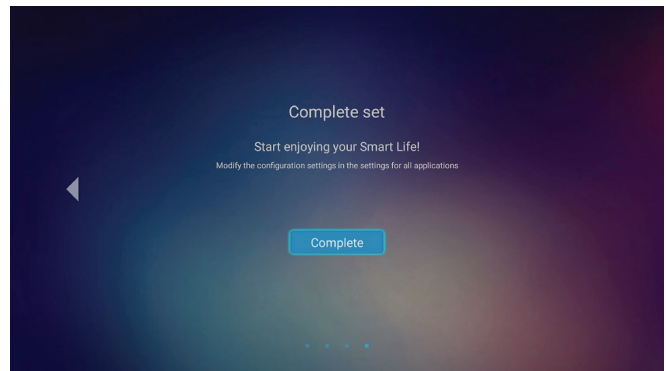 Complete set
Start enjoying your Smart Life!
Modify the configuration settings in the settings for all applications
Complete